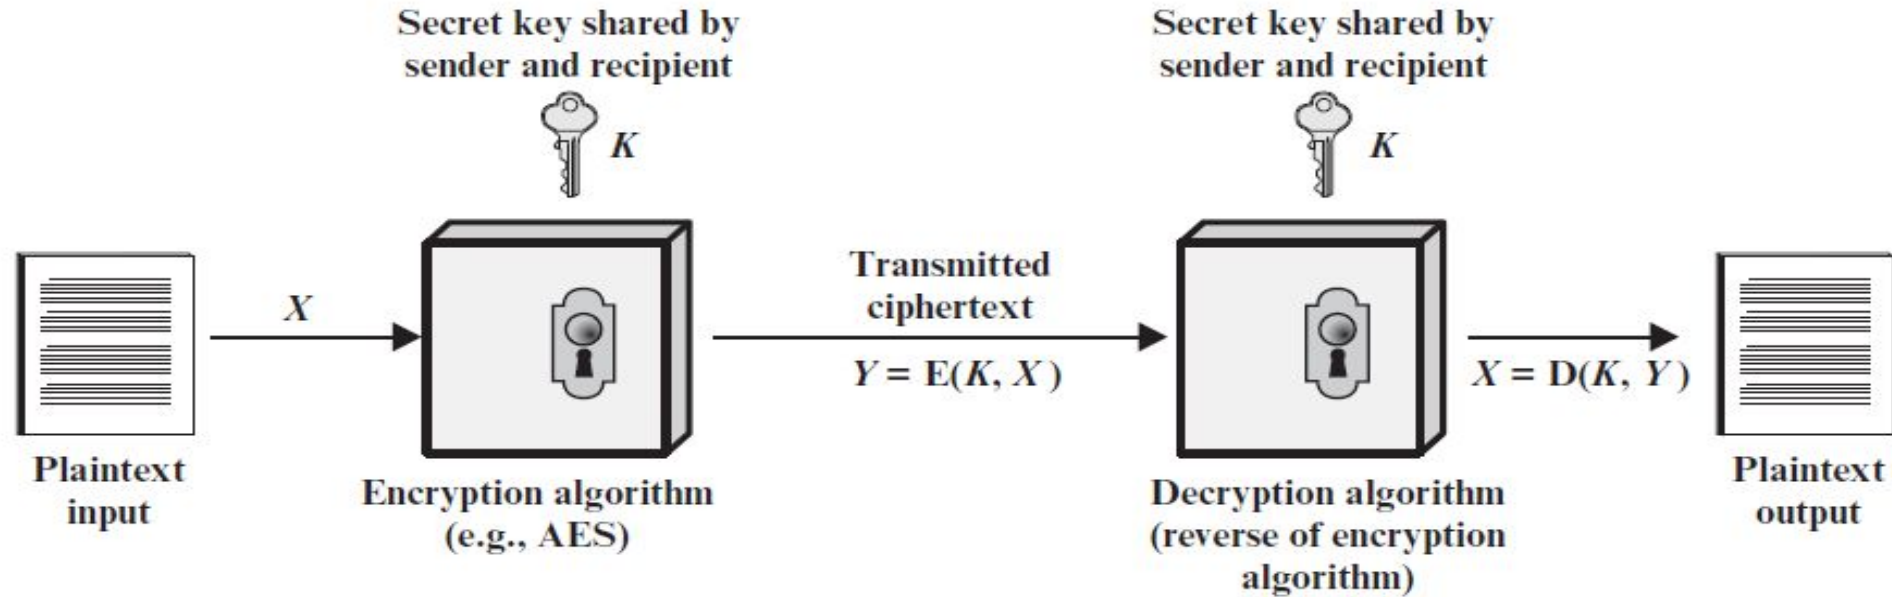 Secret key shared by
sender and recipient
K
Secret key shared by
sender and recipient
K
X
Transmitted
ciphertext
Y = E(K, X )
X = D(K, Y )
Plaintext
input
Encryption algorithm
(e.g., AES)
Decryption algorithm
(reverse of encryption
algorithm)
Plaintext
output